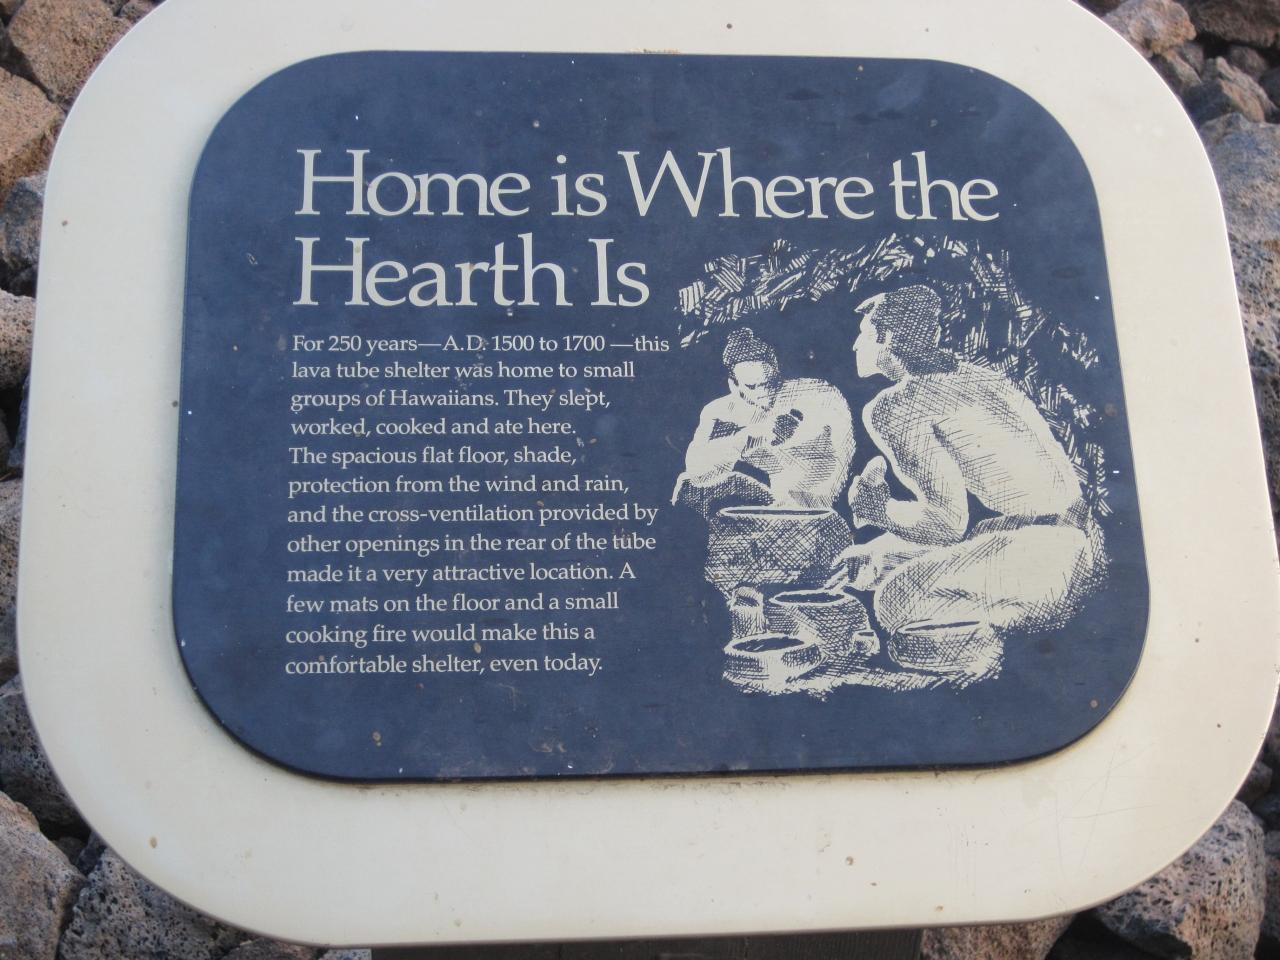 Home is Where the
Hearth Is
For 250 years—A.D. 1500 to 1700 —this
lava tube shelter was home to small
groups of Hawaiians. They slept,
worked, cooked and ate here.
The spacious flat floor, shade,
protection from the wind and rain,
and the cross-ventilation provided by
other openings in the rear of the tube
made it a very attractive location. A
few mats on the floor and a small
cooking fire would make this a
comfortable shelter, even today.